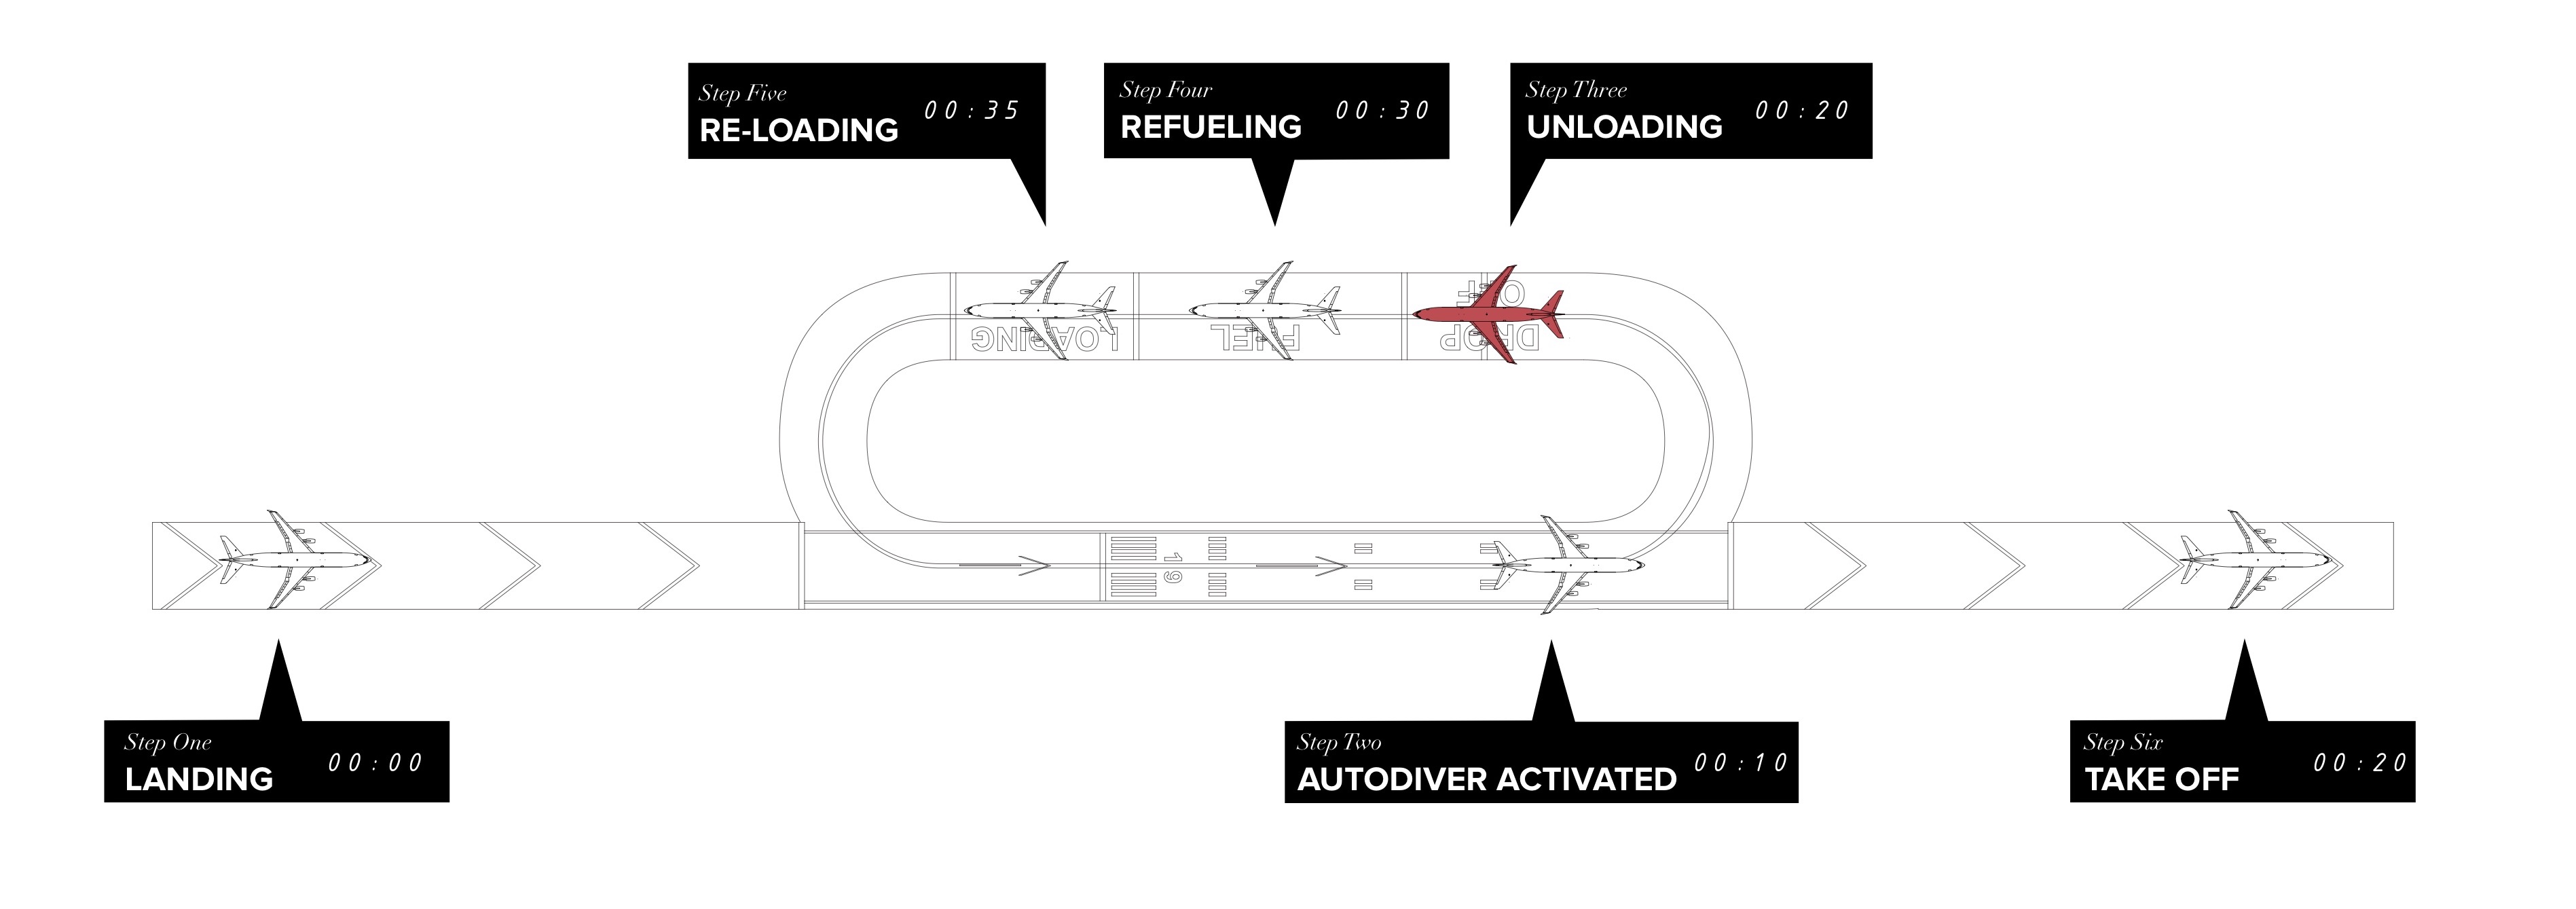 Step Five
RE-LOADING
00:35
Step Four
REFUELING
00:30
Step Three
UNLOADING
00:20
LOADING
FUEL
DROP
OFF
19
Step One
LANDING
00:00
Step Two
AUTODIVER ACTIVATED
00:10
Step Six
TAKE OFF
00:20